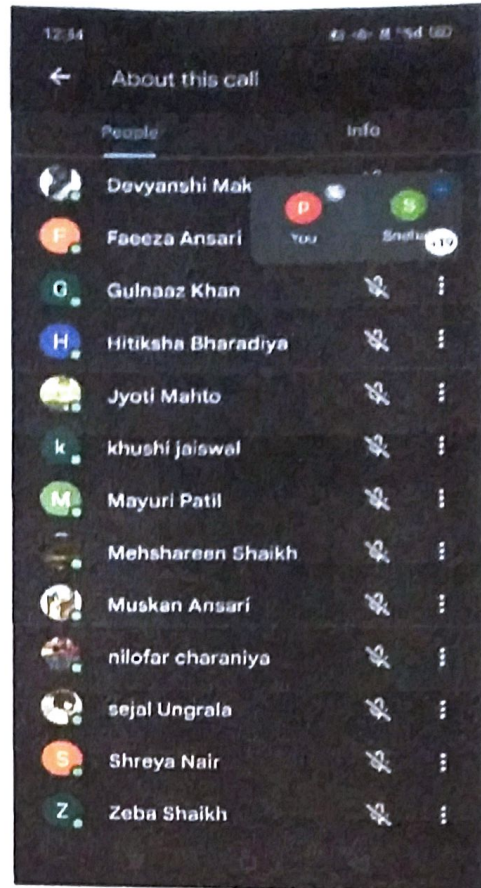 12:34
About this call
People Info
Devyanshi Mak
P S
You
+19
F Faeeza Ansari
G Gulnaaz Khan
H Hitiksha Bharadiya
Jyoti Mahto
k khushi jaiswal
M Mayuri Patil
Mehshareen Shaikh
Muskan Ansari
nilofar charaniya
sejal Ungrala
S Shreya Nair
Z Zeba Shaikh